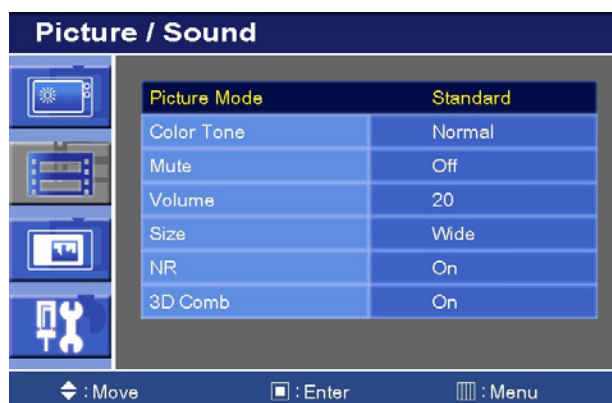 Picture / Sound
Picture Mode Standard
Color Tone Normal
Mute Off
Volume 20
Size Wide
NR On
3D Comb On
: Move : Enter : Menu